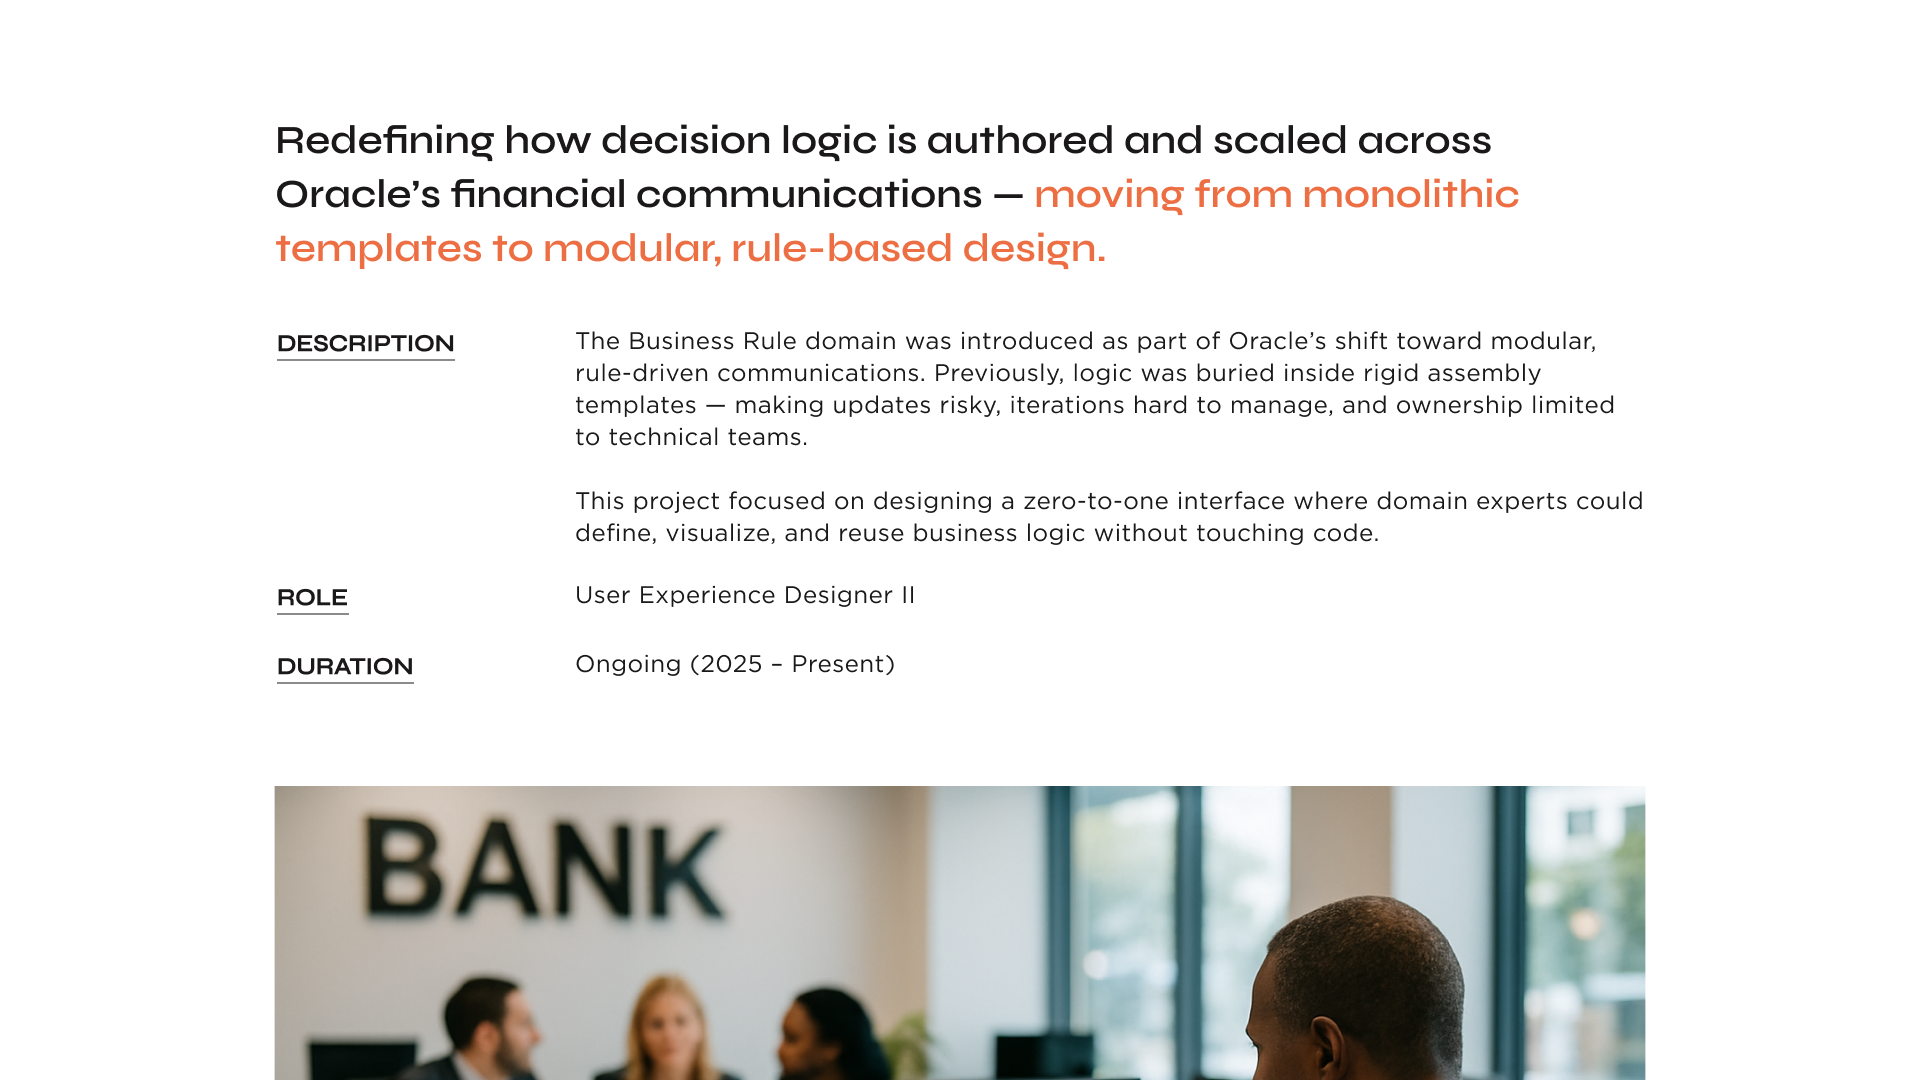 Redefining how decision logic is authored and scaled across
Oracle’s financial communications — moving from monolithic
templates to modular, rule-based design.
DESCRIPTION
The Business Rule domain was introduced as part of Oracle’s shift toward modular,
rule-driven communications. Previously, logic was buried inside rigid assembly
templates — making updates risky, iterations hard to manage, and ownership limited
to technical teams.
This project focused on designing a zero-to-one interface where domain experts could
define, visualize, and reuse business logic without touching code.
ROLE
User Experience Designer II
DURATION
Ongoing (2025 – Present)
BANK